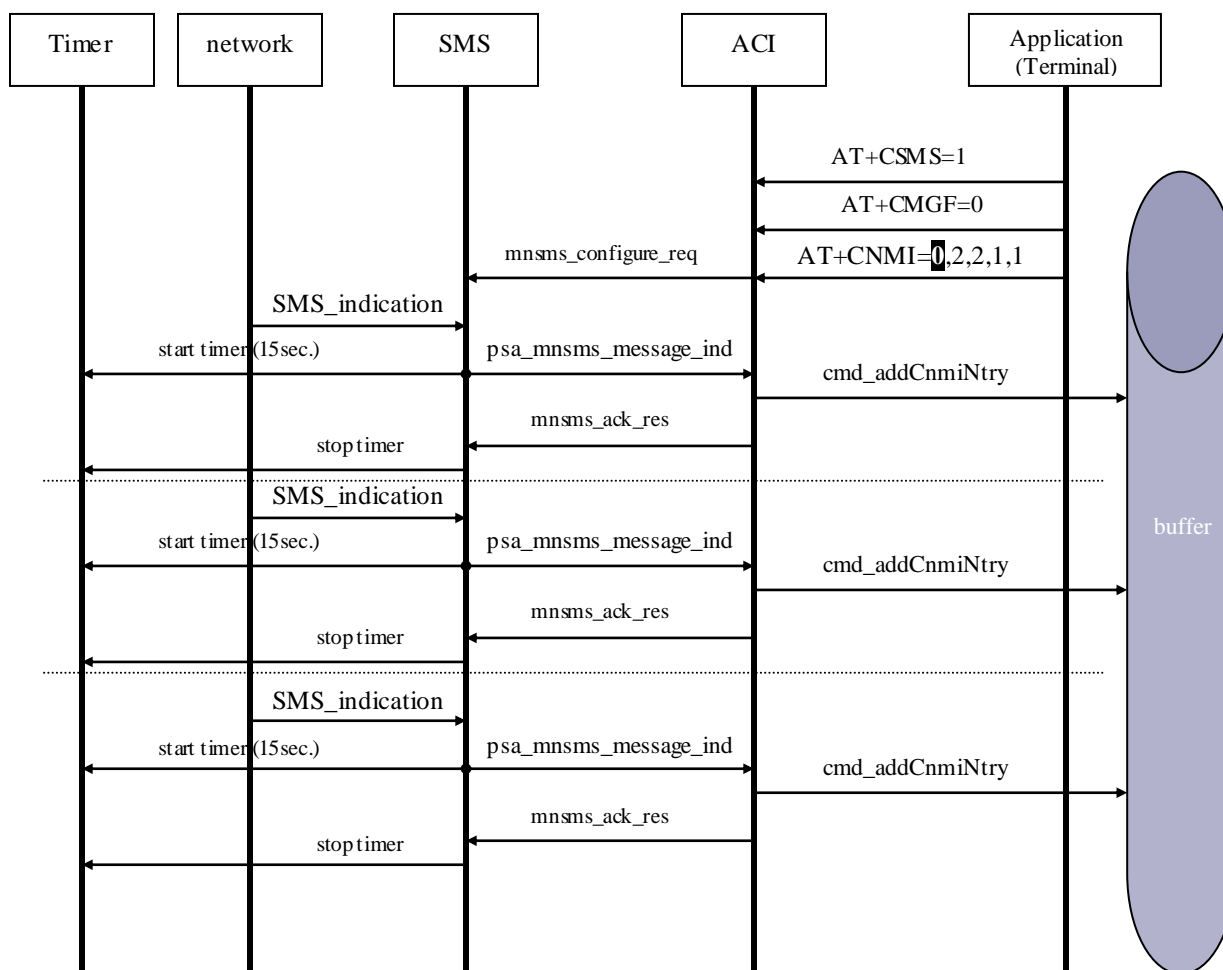 Timer
network
SMS
ACI
Application
(Terminal)
AT+CSMS=1
AT+CMGF=0
mnsms_configure_req
AT+CNMI=0,2,2,1,1
SMS_indication
start timer (15sec.)
psa_mnsms_message_ind
cmd_addCnmiNtry
mnsms_ack_res
stop timer
SMS_indication
buffer
start timer (15sec.)
psa_mnsms_message_ind
cmd_addCnmiNtry
mnsms_ack_res
stop timer
SMS_indication
start timer (15sec.)
psa_mnsms_message_ind
cmd_addCnmiNtry
mnsms_ack_res
stop timer